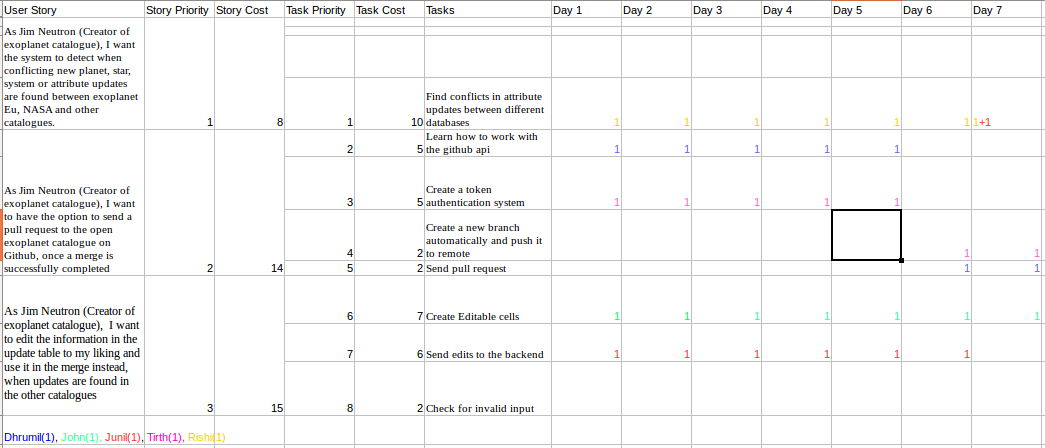 User Story Story Priority Story Cost Task Priority Task Cost Tasks Day 1 Day 2 Day 3 Day 4 Day 5 Day 6 Day 7
As Jim Neutron (Creator of
exoplanet catalogue), I want
the system to detect when
conflicting new planet, star,
system or attribute updates
are found between exoplanet
Eu, NASA and other
catalogues. 1 8 1 10
Find conflicts in attribute
updates between different
databases 1 1 1 1 1 1 1+1
2 5
Learn how to work with
the github api 1 1 1 1 1
As Jim Neutron (Creator of
exoplanet catalogue), I want
to have the option to send a
pull request to the open
exoplanet catalogue on
Github, once a merge is
successfully completed 2 14
3 5
Create a token
authentication system 1 1 1 1 1
4 2
Create a new branch
automatically and push it
to remote 1 1
5 2 Send pull request 1 1
As Jim Neutron (Creator of
exoplanet catalogue), I want
to edit the information in the
update table to my liking and
use it in the merge instead,
when updates are found in
the other catalogues 3 15
6 7 Create Editable cells 1 1 1 1 1 1 1
7 6 Send edits to the backend 1 1 1 1 1 1
8 2 Check for invalid input
Dhrumil(1), John(1), Junil(1), Tirth(1), Rishi(1)